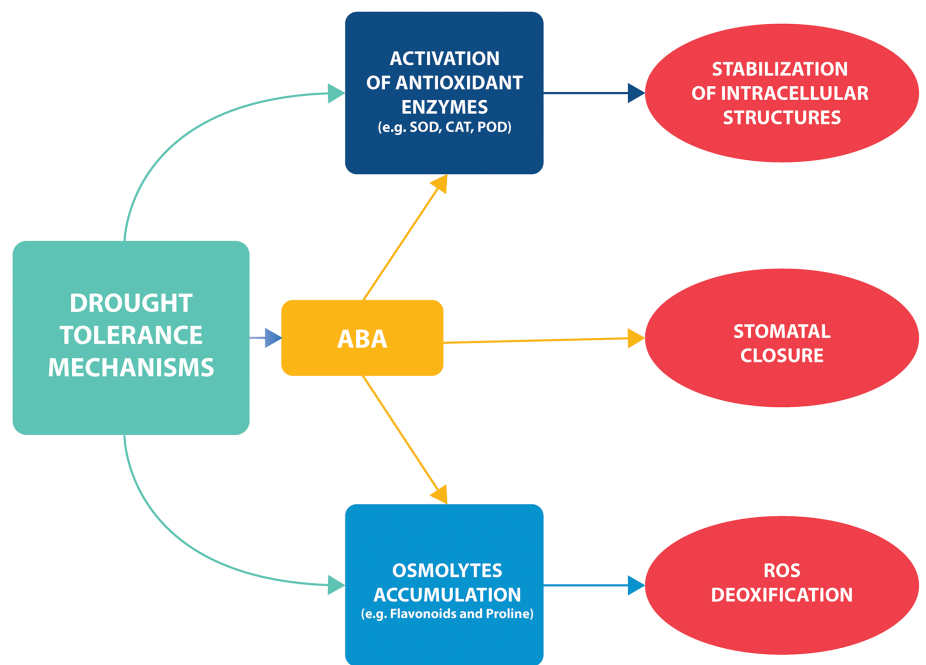 ACTIVATION
OF ANTIOXIDANT
ENZYMES
(e.g. SOD, CAT, POD)
STABILIZATION
OF INTRACELLULAR
STRUCTURES
DROUGHT
TOLERANCE
MECHANISMS
ABA
STOMATAL
CLOSURE
OSMOLYTES
ACCUMULATION
(e.g. Flavonoids and Proline)
ROS
DEOXIFICATION